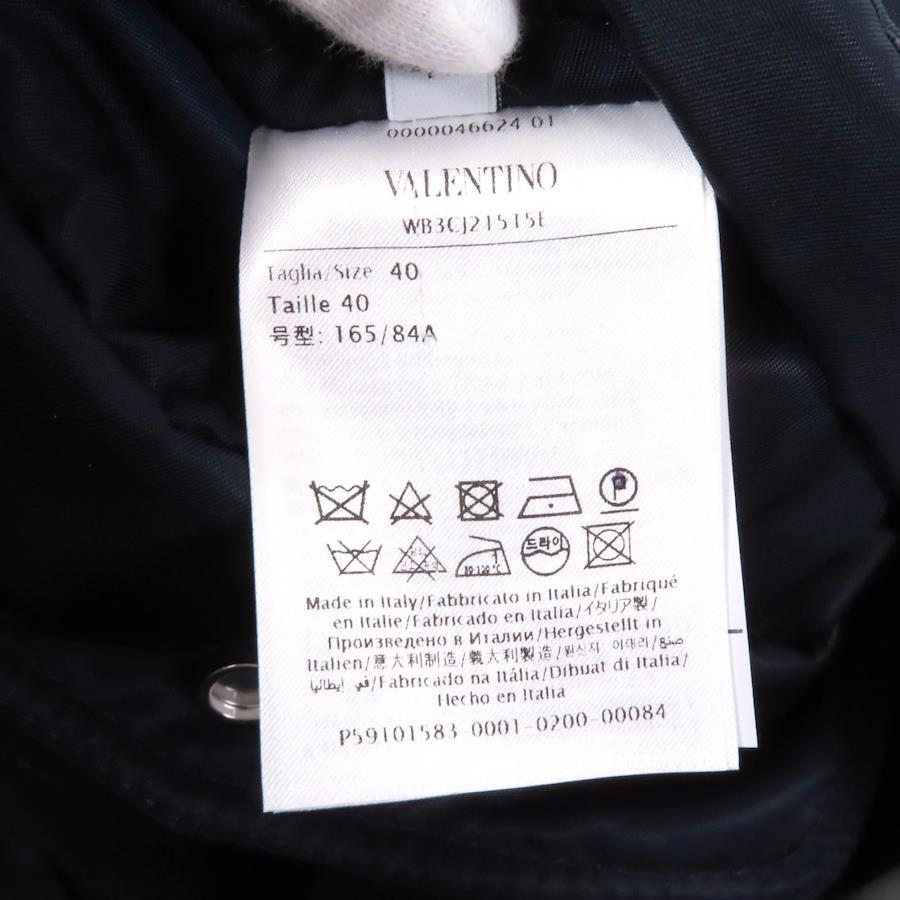 0000046624 01
VALENTINO
WB3CJ21515E
Taglia/Size 40
Taille 40
号型: 165/84A
P
드라이
80-120°C
Made in Italy/Fabbricato in Italia/Fabriqué
en Italie/Fabricado en Italia/イタリア製/
Произведено в Италии/Hergestellt in
Italien/意大利制造/義大利製造/원산지 이태리/صنع
في إيطاليا/Fabricado na Itália/Dibuat di Italia/
Hecho en Italia
P59101583 0001-0200-00084